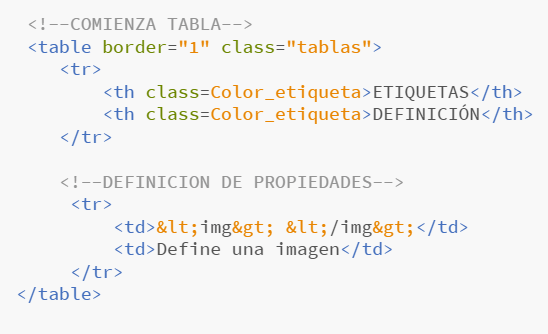 <!--COMIENZA TABLA-->
<table border="1" class="tablas">
<tr>
<th class=Color_etiqueta>ETIQUETAS</th>
<th class=Color_etiqueta>DEFINICIÓN</th>
</tr>
<!--DEFINICION DE PROPIEDADES-->
<tr>
<td>&lt;img&gt; &lt;/img&gt;</td>
<td>Define una imagen</td>
</tr>
</table>